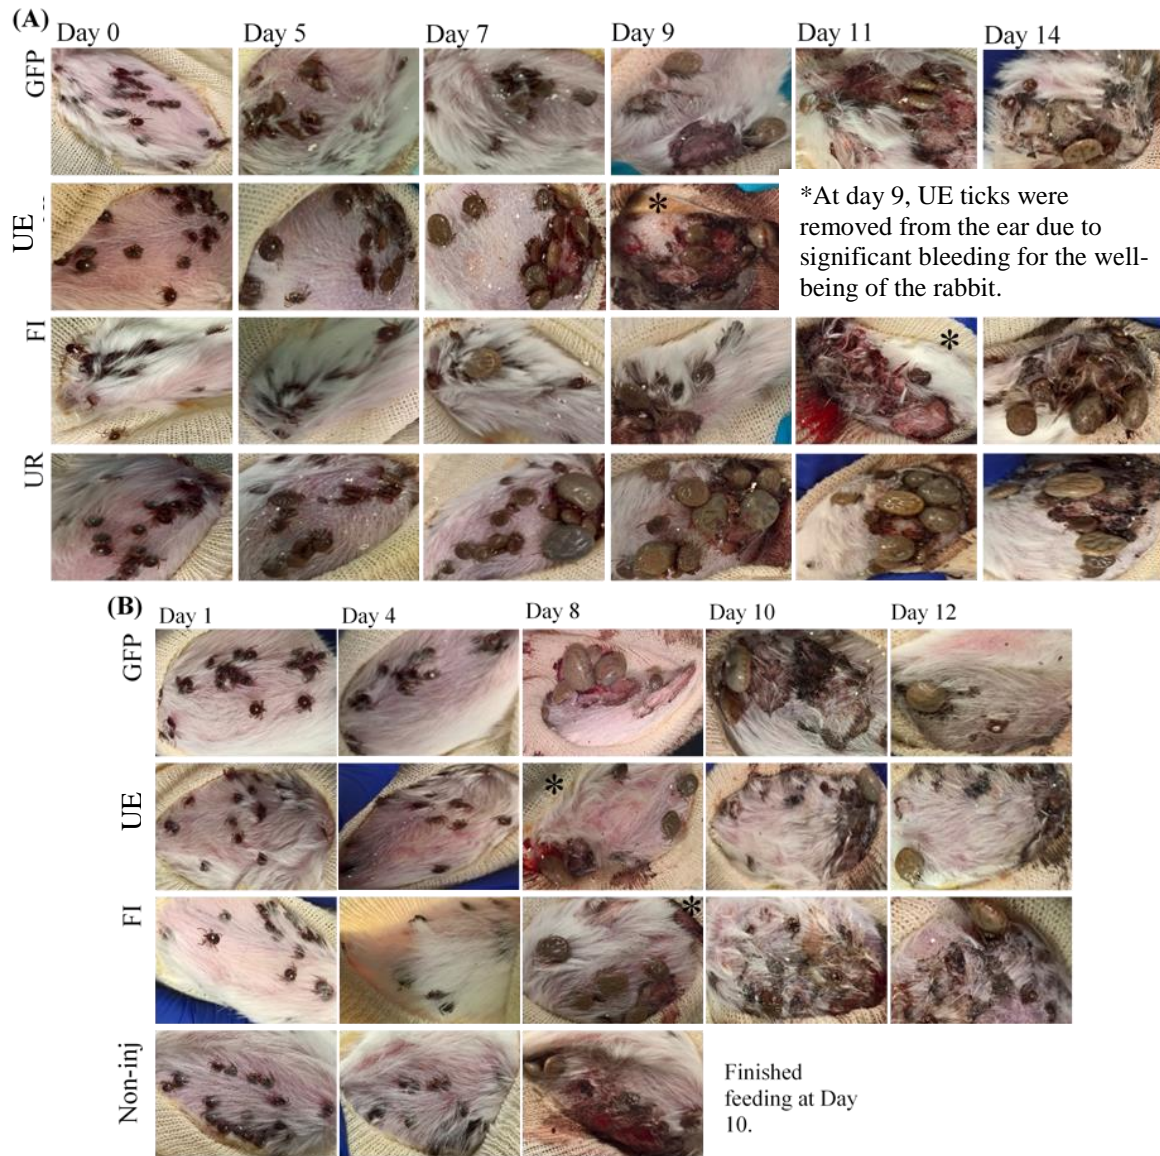 (A)
Day 0 Day 5 Day 7 Day 9 Day 11 Day 14
GFP
UE
*
*At day 9, UE ticks were
removed from the ear due to
significant bleeding for the well-
being of the rabbit.
FI
*
UR
(B)
Day 1 Day 4 Day 8 Day 10 Day 12
GFP
UE
*
FI
*
Non-inj
Finished
feeding at Day
10.